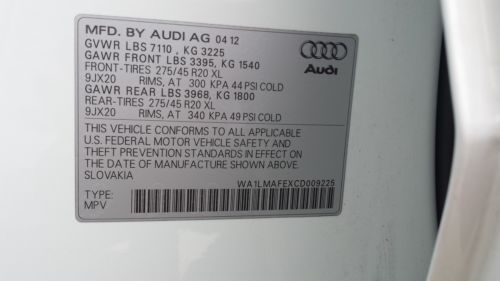 MFD. BY AUDI AG 04 12
GVWR LBS 7110 , KG 3225
GAWR FRONT LBS 3395, KG 1540
FRONT-TIRES 275/45 R20 XL
9JX20 RIMS, AT 300 KPA 44 PSI COLD
GAWR REAR LBS 3968, KG 1800
REAR-TIRES 275/45 R20 XL
9JX20 RIMS, AT 340 KPA 49 PSI COLD
Audi
THIS VEHICLE CONFORMS TO ALL APPLICABLE
U.S. FEDERAL MOTOR VEHICLE SAFETY AND
THEFT PREVENTION STANDARDS IN EFFECT ON
THE DATE OF MANUFACTURE SHOWN ABOVE.
SLOVAKIA
WA1LMAFEXCD009225
TYPE:
MPV